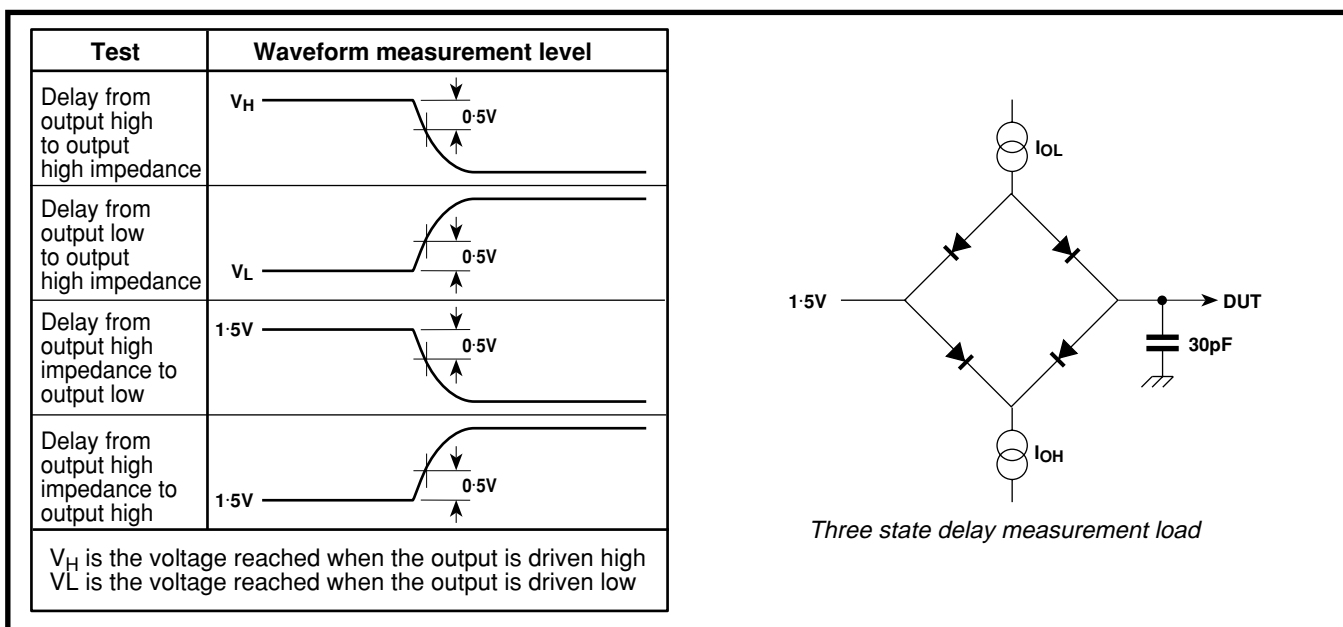 Test
Waveform measurement level
Delay from
output high
to output
high impedance
VH
0·5V
Delay from
output low
to output
high impedance
VL
0·5V
Delay from
output high
impedance to
output low
1·5V
0·5V
Delay from
output high
impedance to
output high
1·5V
0·5V
VH is the voltage reached when the output is driven high
VL is the voltage reached when the output is driven low
IOL
1·5V
DUT
30pF
IOH
Three state delay measurement load